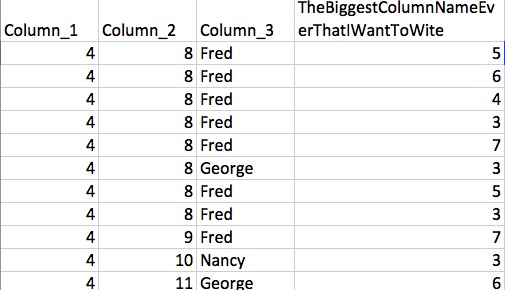 TheBiggestColumnNameEv
Column_1 Column_2 Column_3 erThatIWantToWite
4 8 Fred 5
4 8 Fred 6
4 8 Fred 4
4 8 Fred 3
4 8 Fred 7
4 8 George 3
4 8 Fred 5
4 8 Fred 3
4 9 Fred 7
4 10 Nancy 3
4 11 George 6